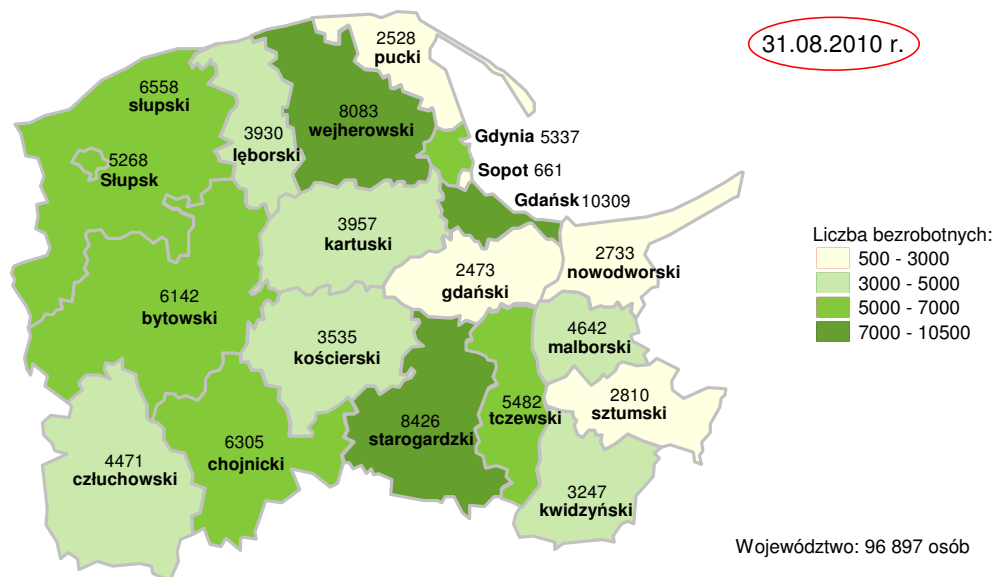 31.08.2010 r.
2528
pucki
6558
słupski
8083
wejherowski
3930
lęborski
Gdynia 5337
5268
Słupsk
Sopot 661
Gdańsk 10309
3957
kartuski
2733
nowodworski
2473
gdański
6142
bytowski
3535
kościerski
4642
malborski
2810
sztumski
5482
tczewski
8426
starogardzki
6305
chojnicki
4471
człuchowski
3247
kwidzyński
Liczba bezrobotnych:
500 - 3000
3000 - 5000
5000 - 7000
7000 - 10500
Województwo: 96 897 osób